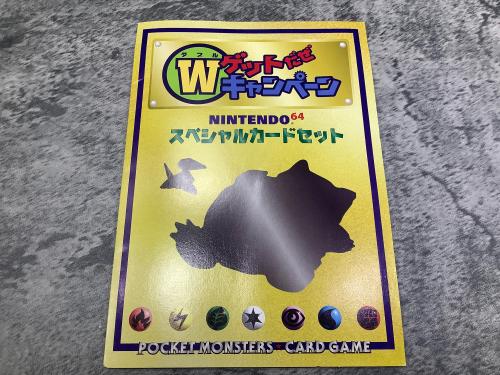 ダブル
Wゲットだぜ
キャンペーン
NINTENDO64
スペシャルカードセット
POCKET MONSTERS CARD GAME